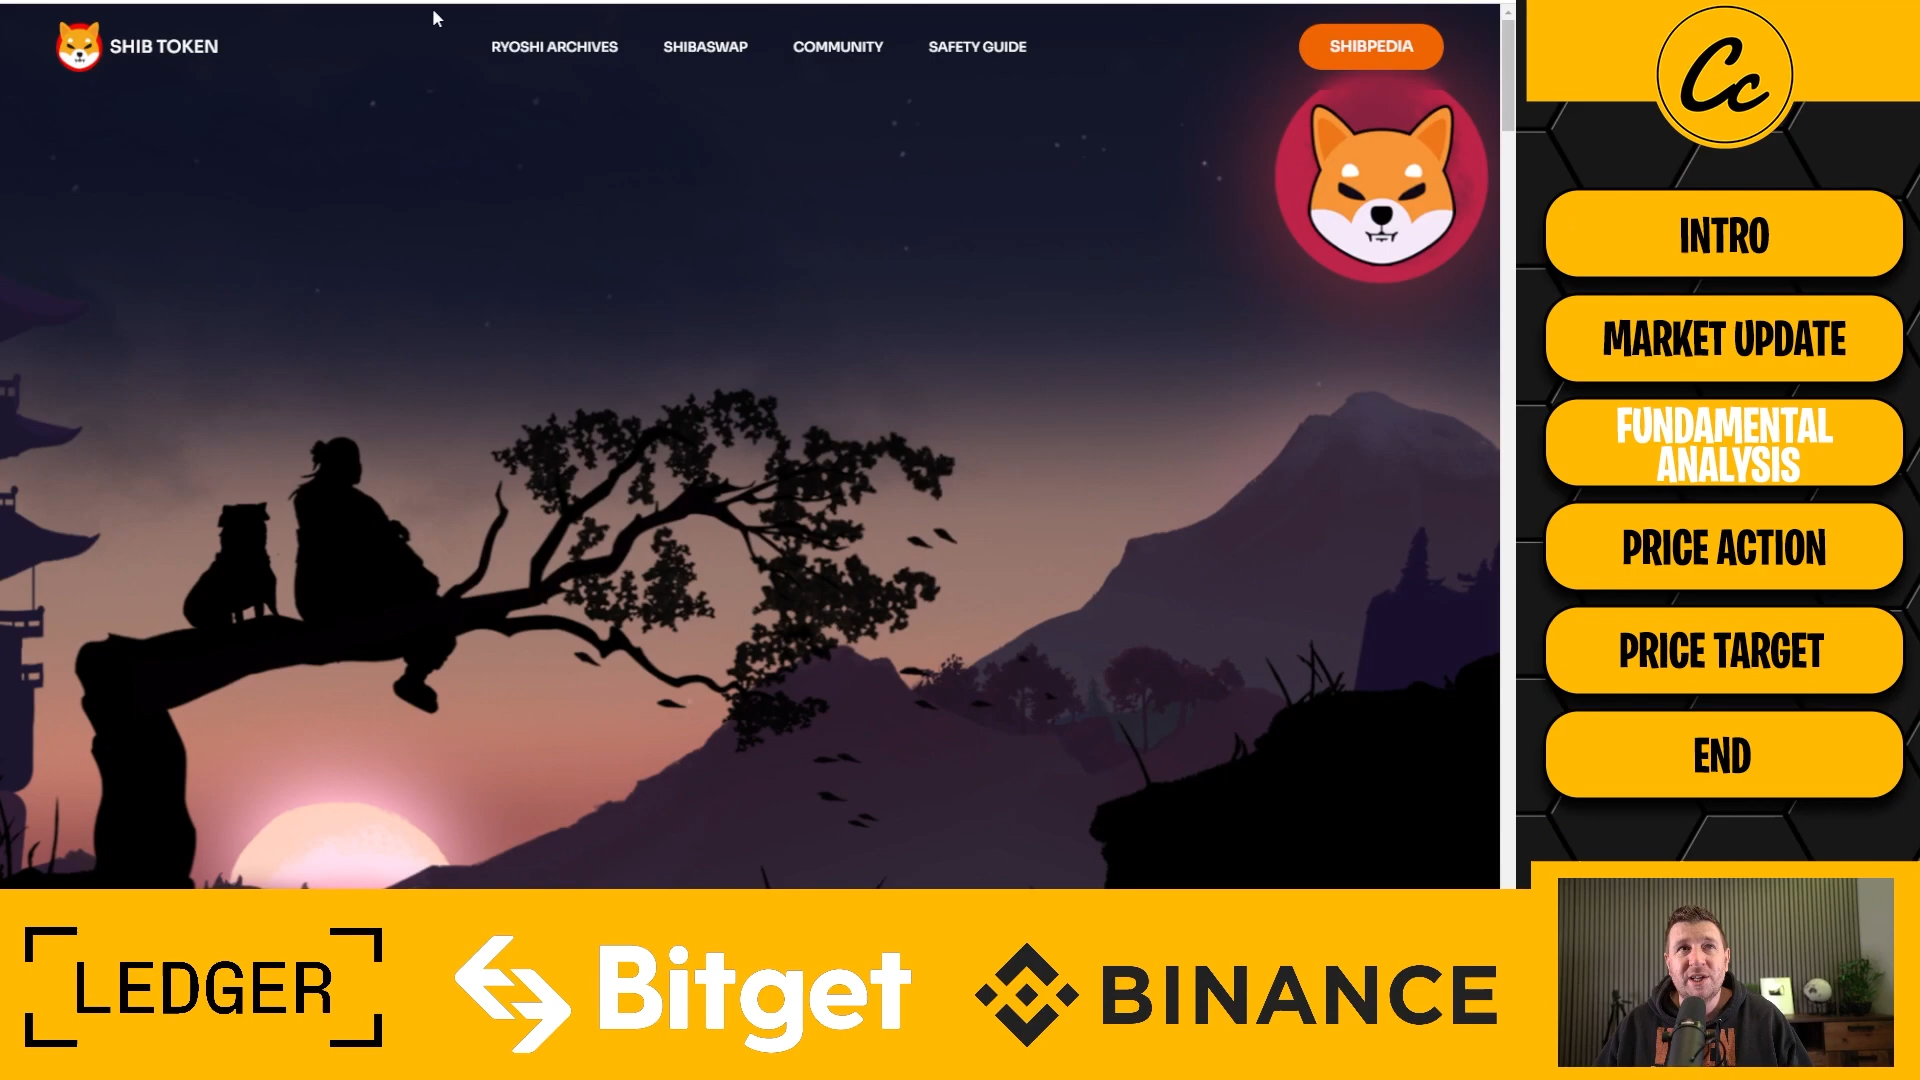 SHIB TOKEN
RYOSHI ARCHIVES
SHIBASWAP
COMMUNITY
SAFETY GUIDE
SHIBPEDIA
Cc
INTRO
MARKET UPDATE
FUNDAMENTAL
ANALYSIS
PRICE ACTION
PRICE TARGET
END
LEDGER
Bitget
BINANCE